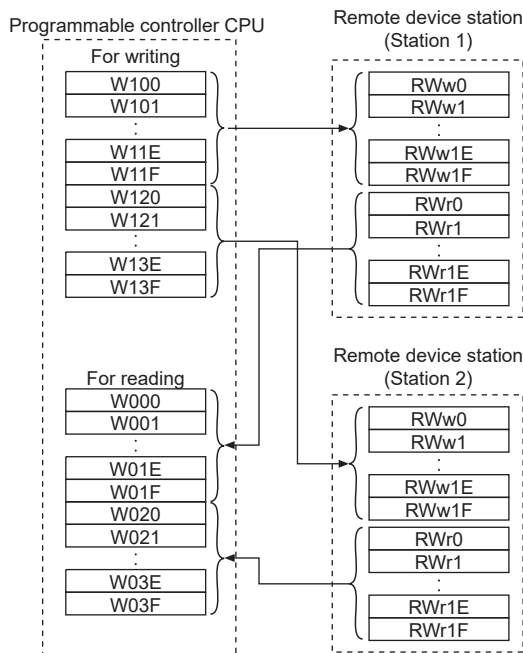 Programmable controller CPU
For writing
W100
W101
:
W11E
W11F
W120
W121
:
W13E
W13F
For reading
W000
W001
:
W01E
W01F
W020
W021
:
W03E
W03F
Remote device station
(Station 1)
RWw0
RWw1
:
RWw1E
RWw1F
RWr0
RWr1
:
RWr1E
RWr1F
Remote device station
(Station 2)
RWw0
RWw1
:
RWw1E
RWw1F
RWr0
RWr1
:
RWr1E
RWr1F